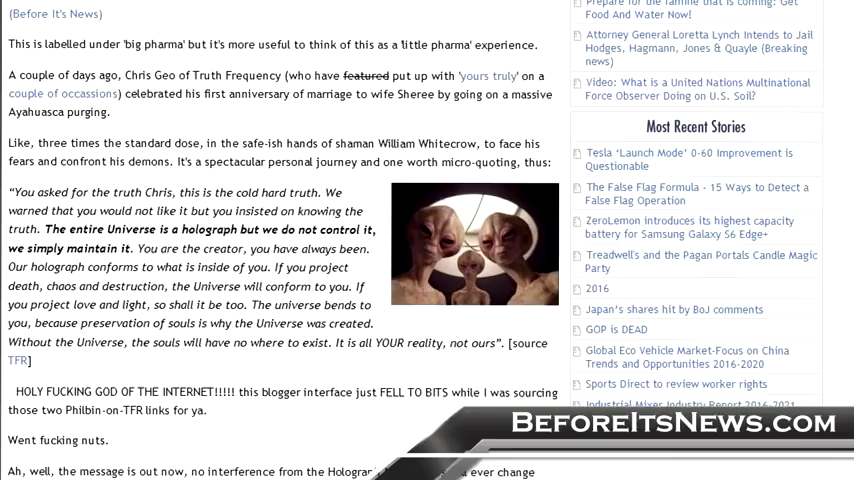 (Before It's News)
This is labelled under 'big pharma' but it's more useful to think of this as a 'little pharma' experience.
A couple of days ago, Chris Geo of Truth Frequency (who have featured put up with 'yours truly' on a
couple of occassions) celebrated his first anniversary of marriage to wife Sheree by going on a massive
Ayahuasca purging.
Like, three times the standard dose, in the safe-ish hands of shaman William Whitecrow, to face his
fears and confront his demons. It's a spectacular personal journey and one worth micro-quoting, thus:
“You asked for the truth Chris, this is the cold hard truth. We
warned that you would not like it but you insisted on knowing the
truth. The entire Universe is a holograph but we do not control it,
we simply maintain it. You are the creator, you have always been.
Our holograph conforms to what is inside of you. If you project
death, chaos and destruction, the Universe will conform to you. If
you project love and light, so shall it be too. The universe bends to
you, because preservation of souls is why the Universe was created.
Without the Universe, the souls will have no where to exist. It is all YOUR reality, not ours”. [source
TFR]
HOLY FUCKING GOD OF THE INTERNET!!!!! this blogger interface just FELL TO BITS while I was sourcing
those two Philbin-on-TFR links for ya.
Went fucking nuts.
Ah, well, the message is out now, no interference from the Hologra
ever change
Prepare for the famine that is coming: Get
Food And Water Now!
Attorney General Loretta Lynch Intends to Jail
Hodges, Hagmann, Jones & Quayle (Breaking
news)
Video: What is a United Nations Multinational
Force Observer Doing on U.S. Soil?
Most Recent Stories
Tesla ‘Launch Mode’ 0-60 Improvement is
Questionable
The False Flag Formula - 15 Ways to Detect a
False Flag Operation
ZeroLemon introduces its highest capacity
battery for Samsung Galaxy S6 Edge+
Treadwell's and the Pagan Portals Candle Magic
Party
2016
Japan’s shares hit by BoJ comments
GOP is DEAD
Global Eco Vehicle Market-Focus on China
Trends and Opportunities 2016-2020
Sports Direct to review worker rights
Industrial Mixer Industry Report 2016-2021
BeforeItsNews.com